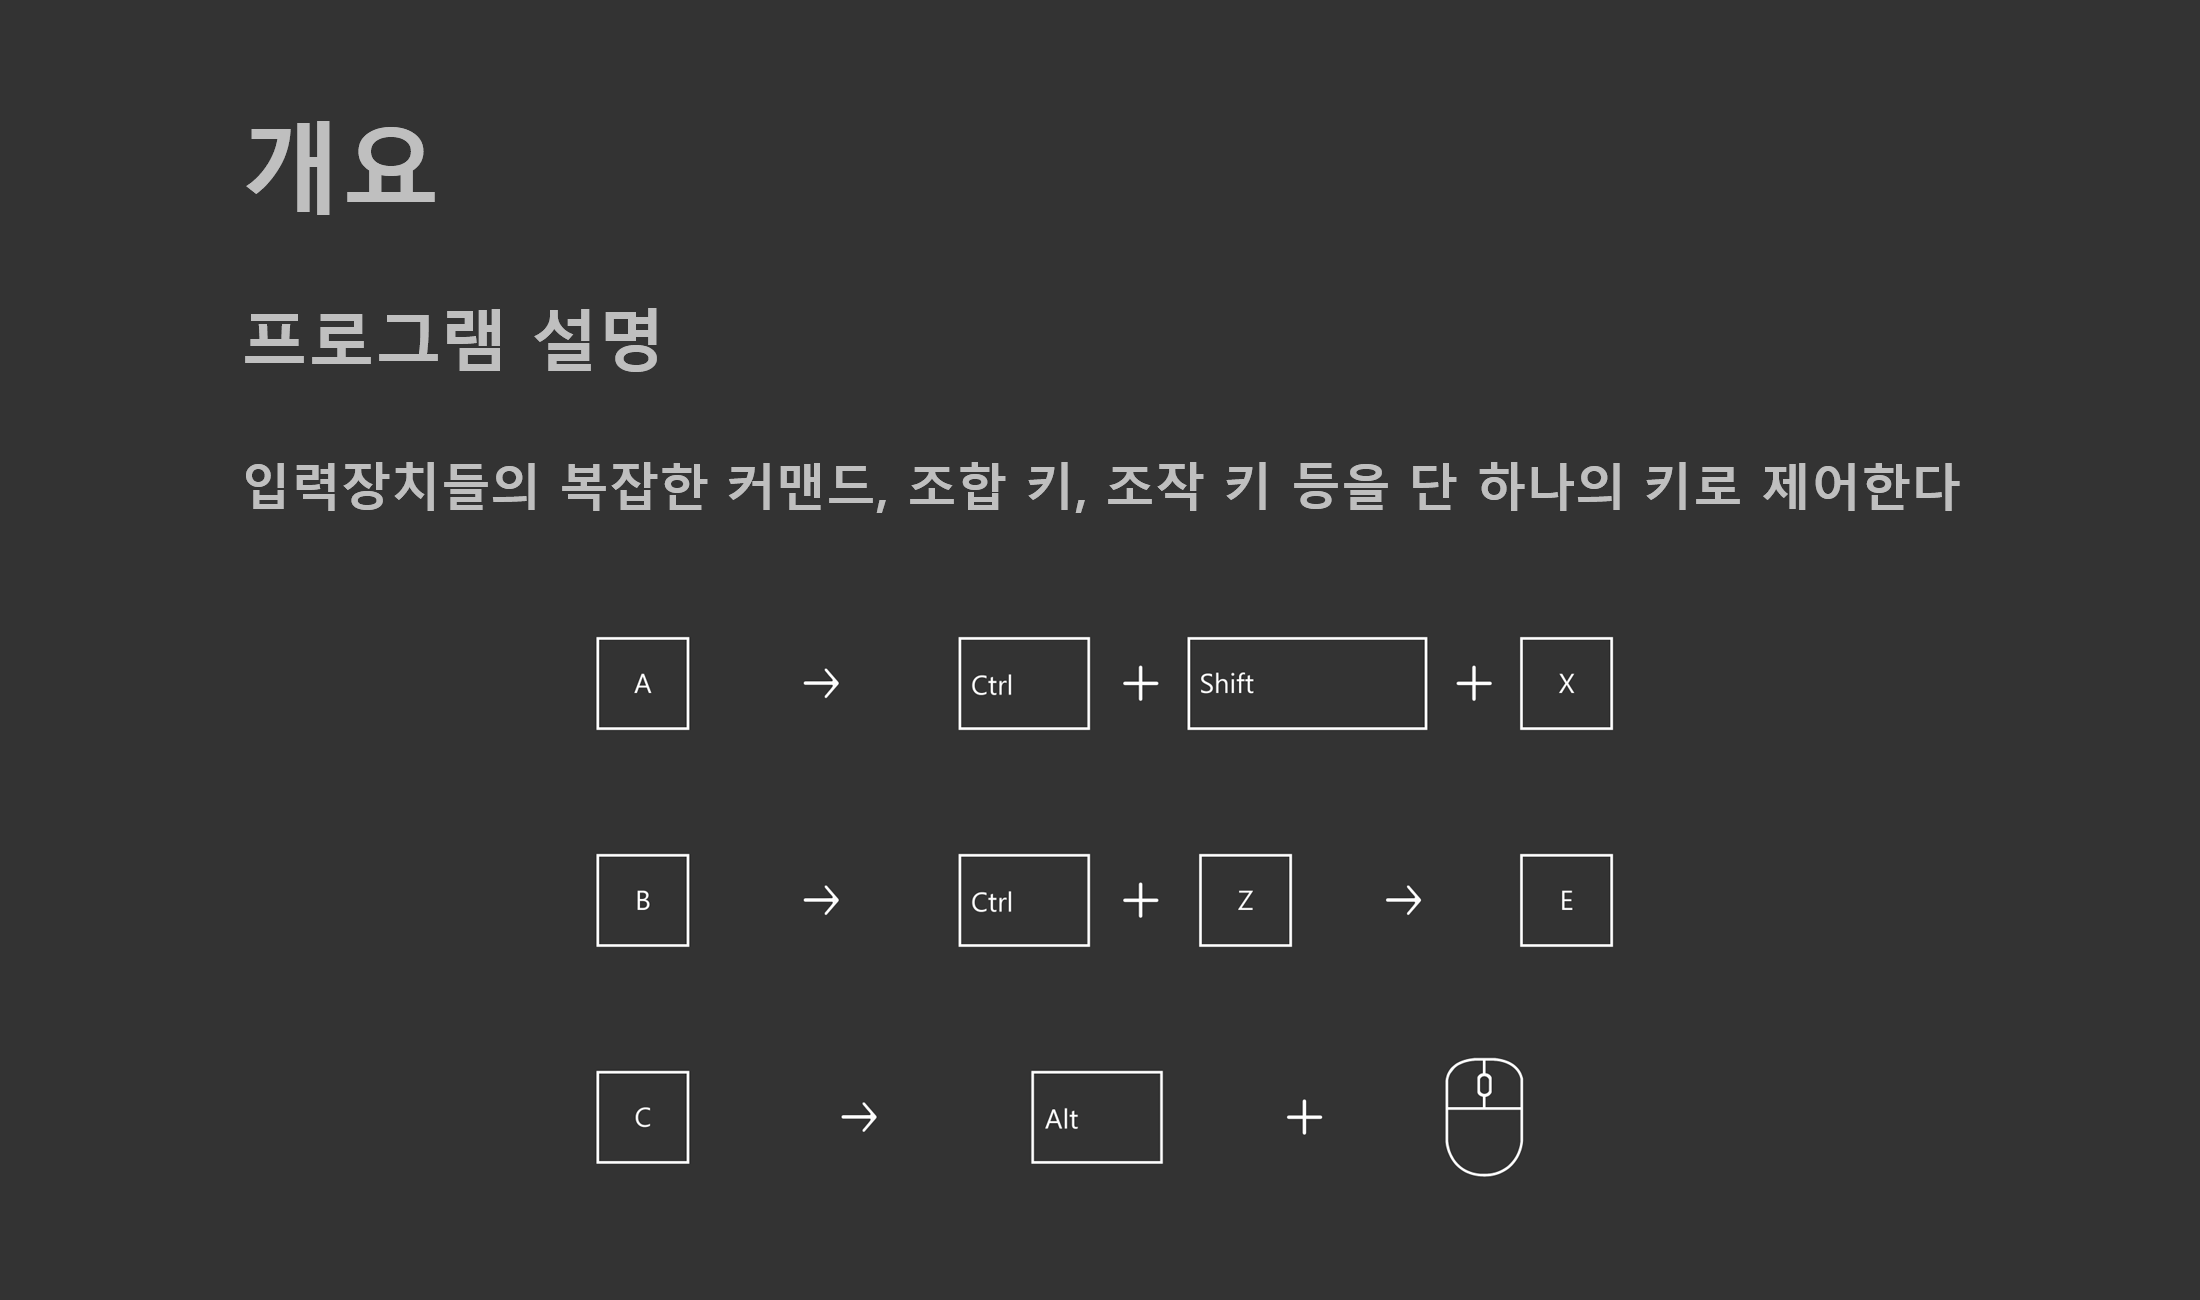 개요
프로그램 설명
입력장치들의 복잡한 커맨드, 조합 키, 조작 키 등을 단 하나의 키로 제어한다
A → Ctrl + Shift + X
B → Ctrl + Z → E
C → Alt +